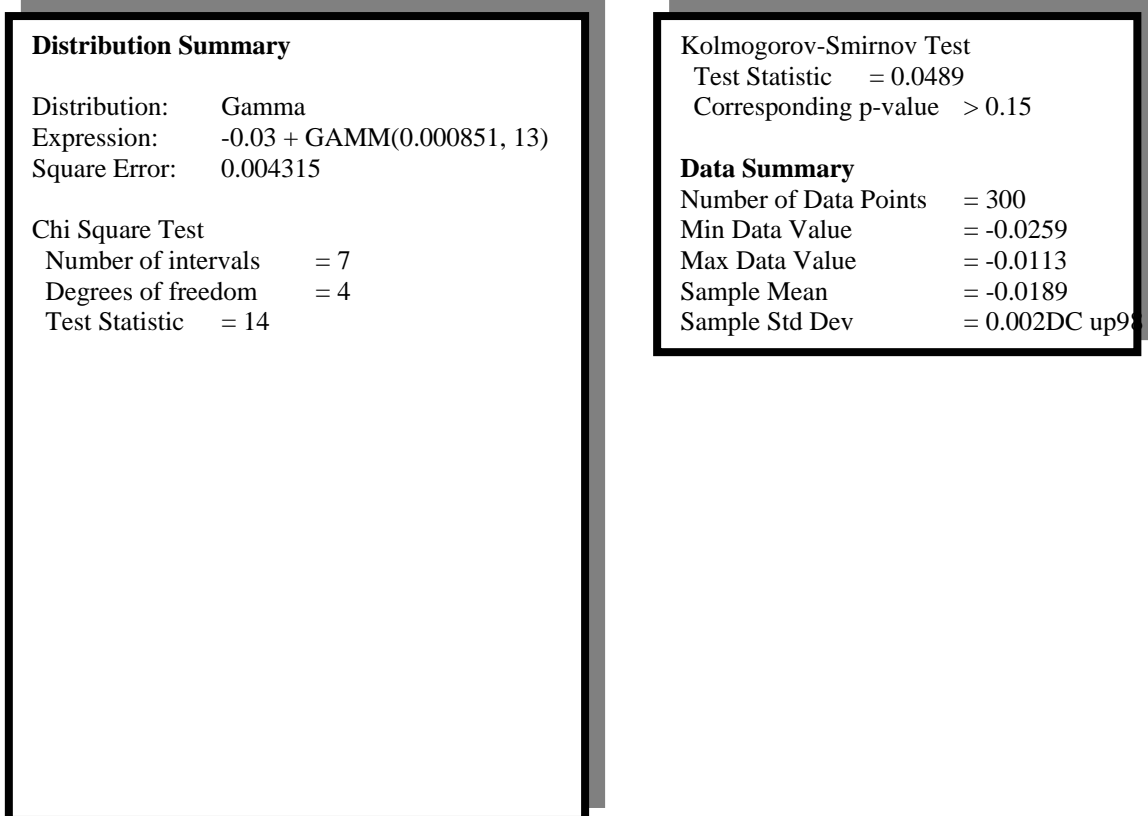 Distribution Summary
Distribution: Gamma
Expression: -0.03 + GAMM(0.000851, 13)
Square Error: 0.004315
Chi Square Test
Number of intervals = 7
Degrees of freedom = 4
Test Statistic = 14
Kolmogorov-Smirnov Test
Test Statistic = 0.0489
Corresponding p-value > 0.15
Data Summary
Number of Data Points = 300
Min Data Value = -0.0259
Max Data Value = -0.0113
Sample Mean = -0.0189
Sample Std Dev = 0.002DC up98